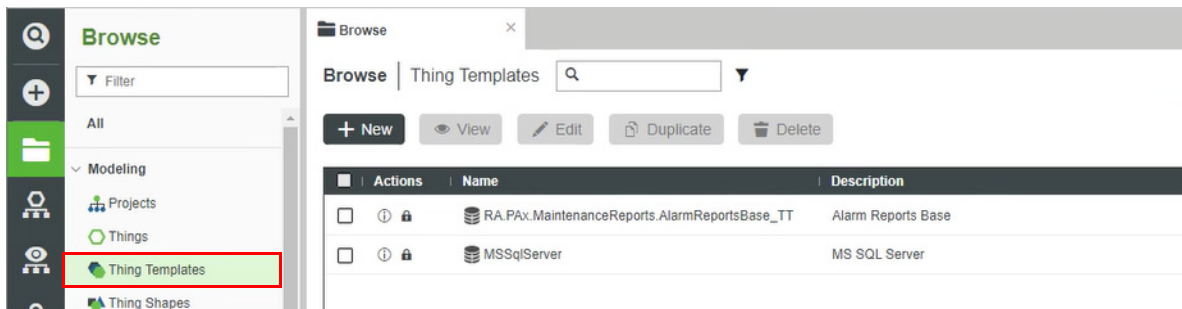 Browse
Filter
All
Modeling
Projects
Things
Thing Templates
Thing Shapes
Browse
Browse | Thing Templates
New View Edit Duplicate Delete
Actions Name Description
RA.PAx.MaintenanceReports.AlarmReportsBase_TT Alarm Reports Base
MSSqlServer MS SQL Server